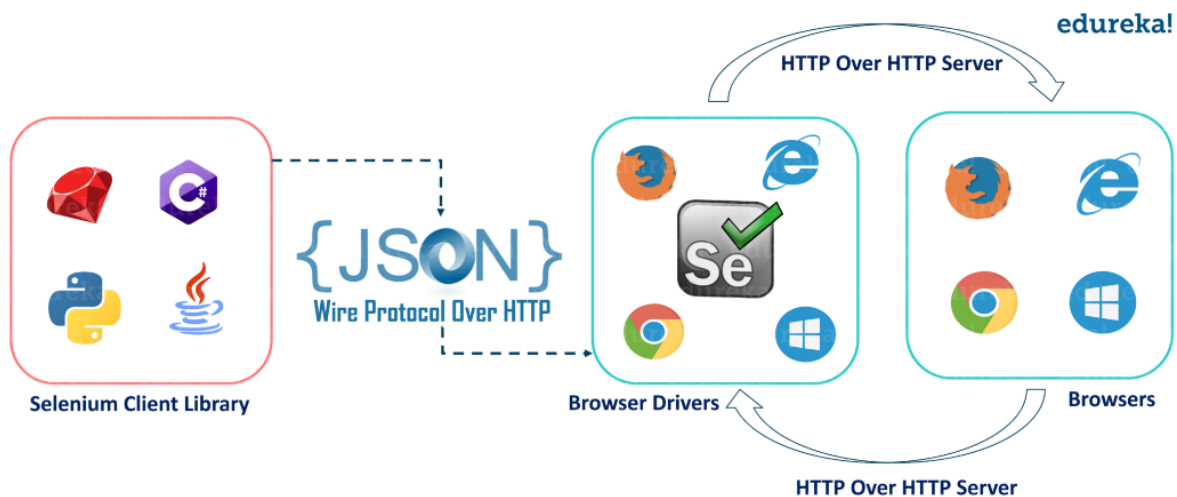 edureka!
HTTP Over HTTP Server
C#
{JSON}
Wire Protocol Over HTTP
Se
Selenium Client Library
Browser Drivers
Browsers
HTTP Over HTTP Server